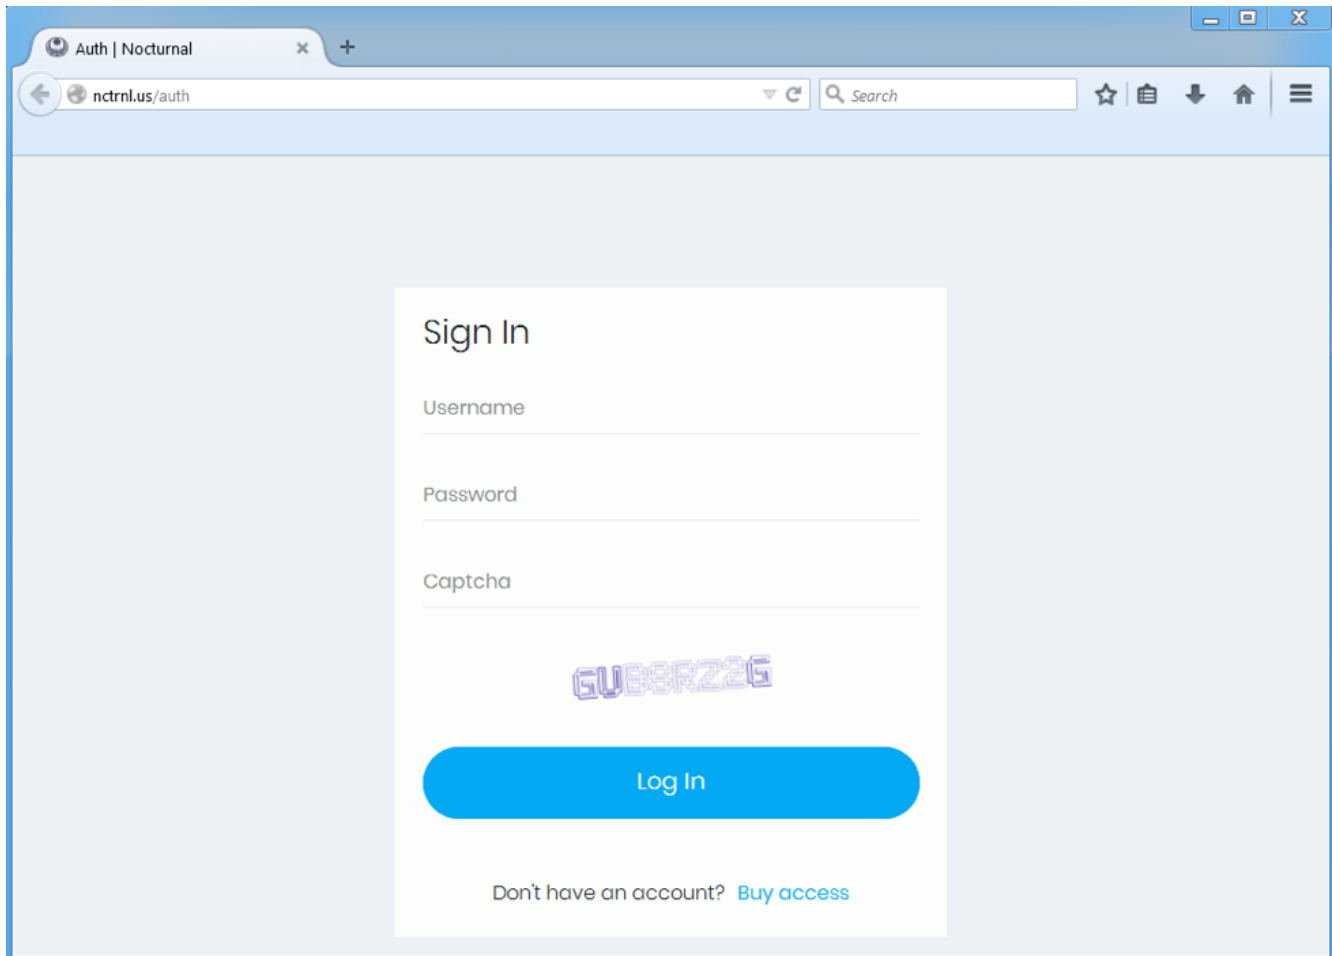 Auth | Nocturnal
nctrnl.us/auth
Search
Sign In
Username
Password
Captcha
Log In
Don't have an account? Buy access